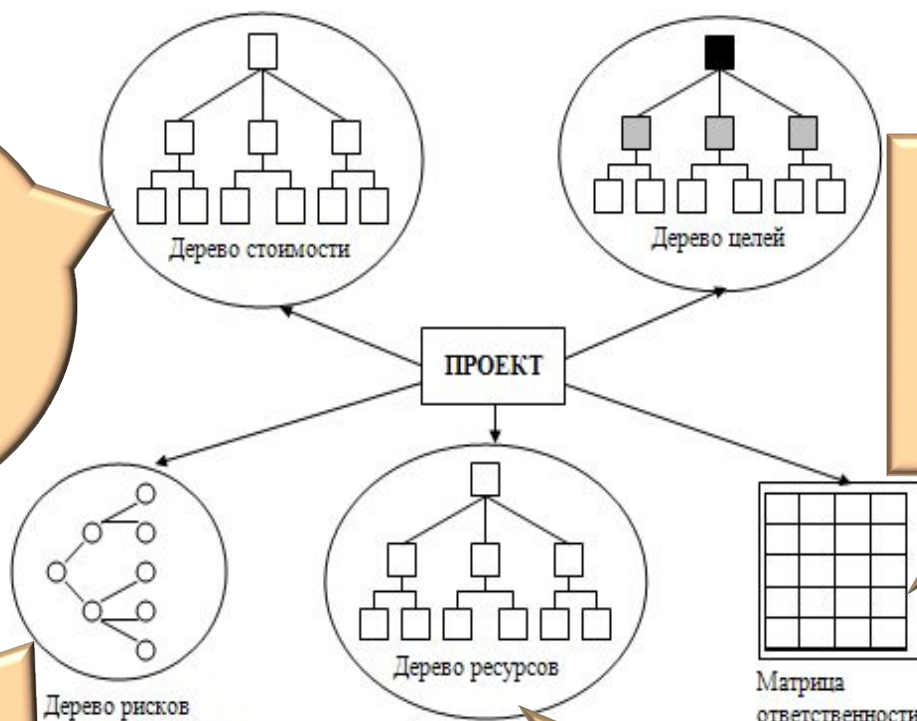 Дерево стоимости
Дерево целей
ПРОЕКТ
Дерево ресурсов
Дерево рисков
Матрица
ответственности